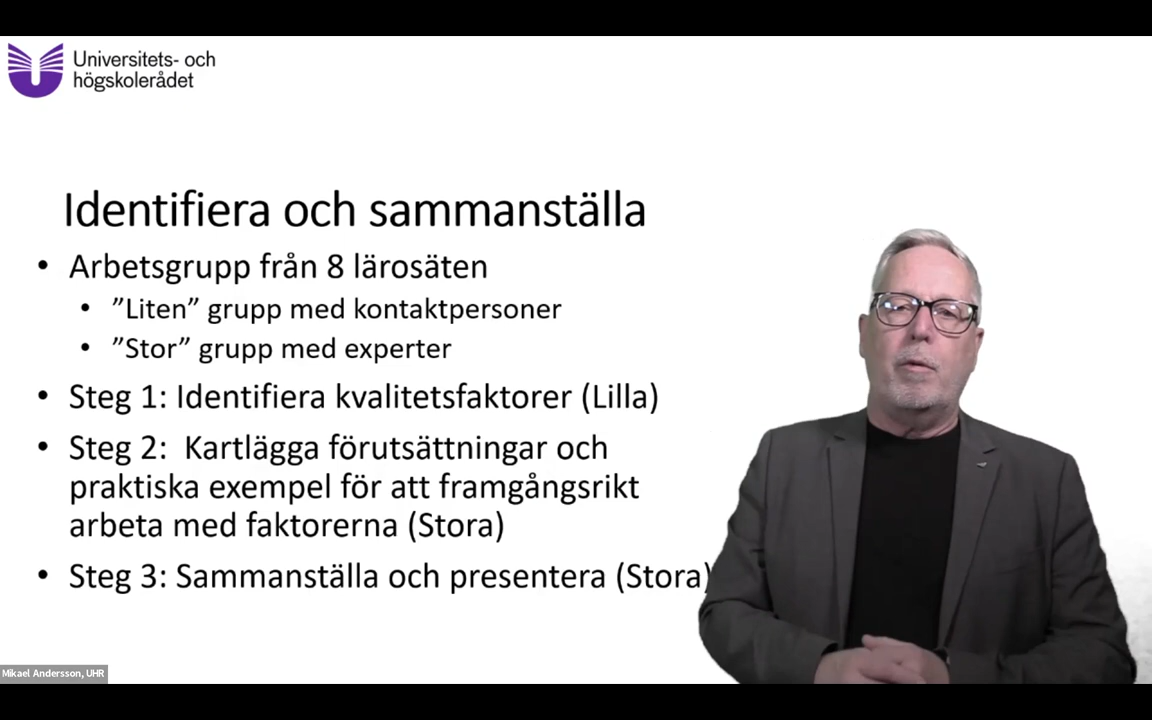 Universitets- och
högskolerådet
Identifiera och sammanställa
• Arbetsgrupp från 8 lärosäten
• ”Liten” grupp med kontaktpersoner
• ”Stor” grupp med experter
• Steg 1: Identifiera kvalitetsfaktorer (Lilla)
• Steg 2:  Kartlägga förutsättningar och
praktiska exempel för att framgångsrikt
arbeta med faktorerna (Stora)
• Steg 3: Sammanställa och presentera (Stora)
Mikael Andersson, UHR